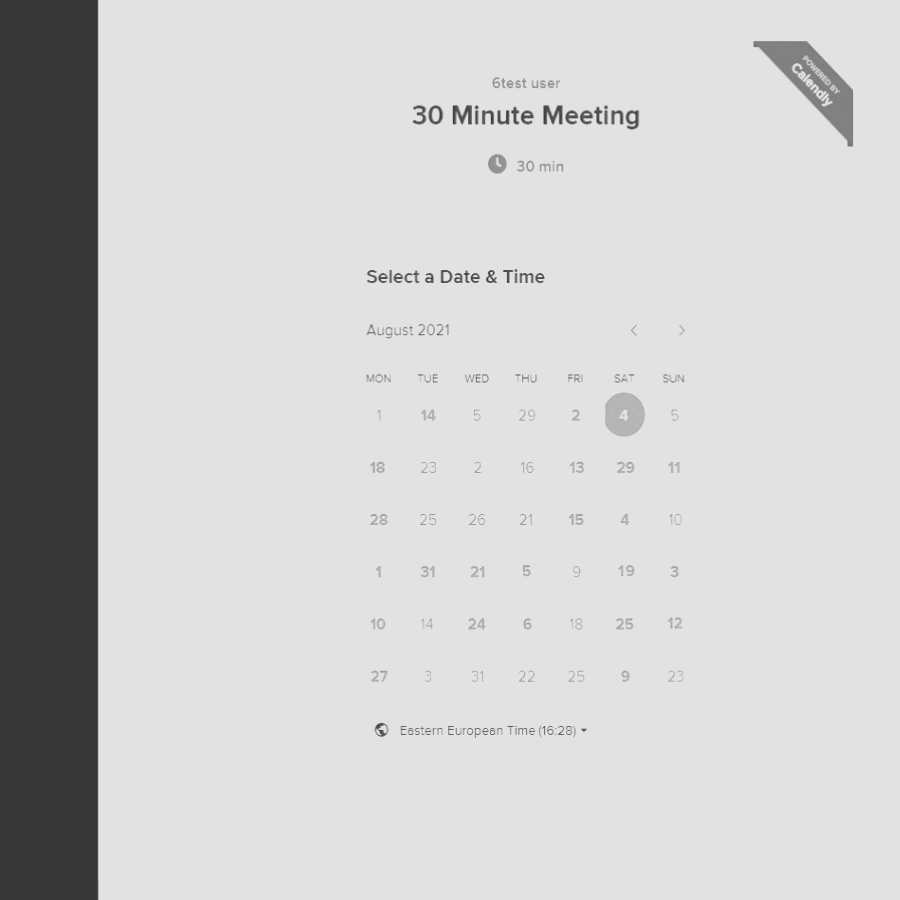 POWERED BY
Calendly
6test user
30 Minute Meeting
30 min
Select a Date & Time
August 2021
MON TUE WED THU FRI SAT SUN
1 14 5 29 2 4 5
18 23 2 16 13 29 11
28 25 26 21 15 4 10
1 31 21 5 9 19 3
10 14 24 6 18 25 12
27 3 31 22 25 9 23
Eastern European Time (16:28)